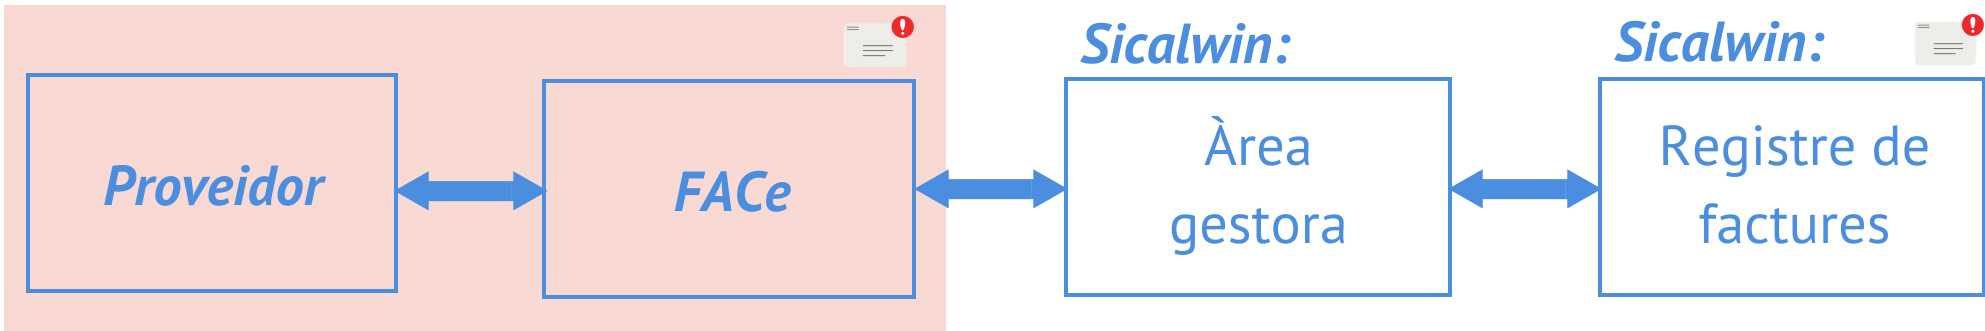 Sicalwin:
Sicalwin:
Proveidor
FACe
Àrea
gestora
Registre de
factures